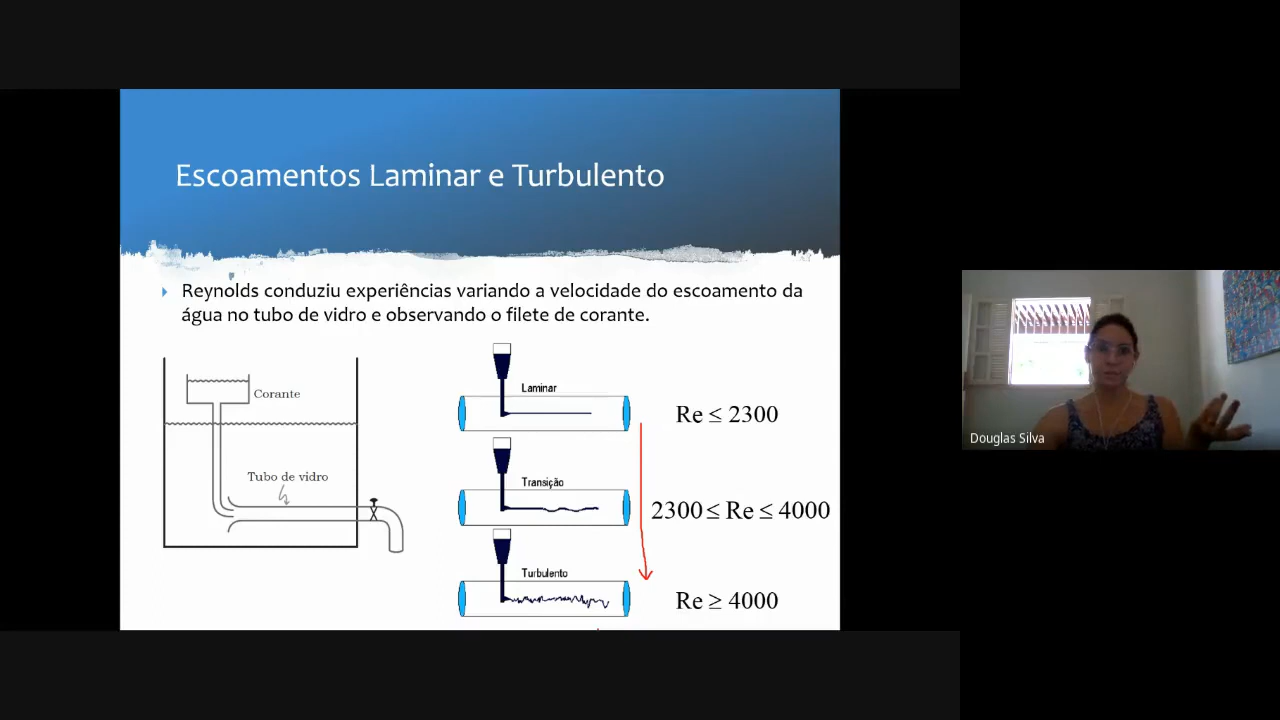 Escoamentos Laminar e Turbulento
Reynolds conduziu experiências variando a velocidade do escoamento da
água no tubo de vidro e observando o filete de corante.
Corante
Tubo de vidro
Laminar
Re ≤ 2300
Transição
2300 ≤ Re ≤ 4000
Turbulento
Re ≥ 4000
Douglas Silva